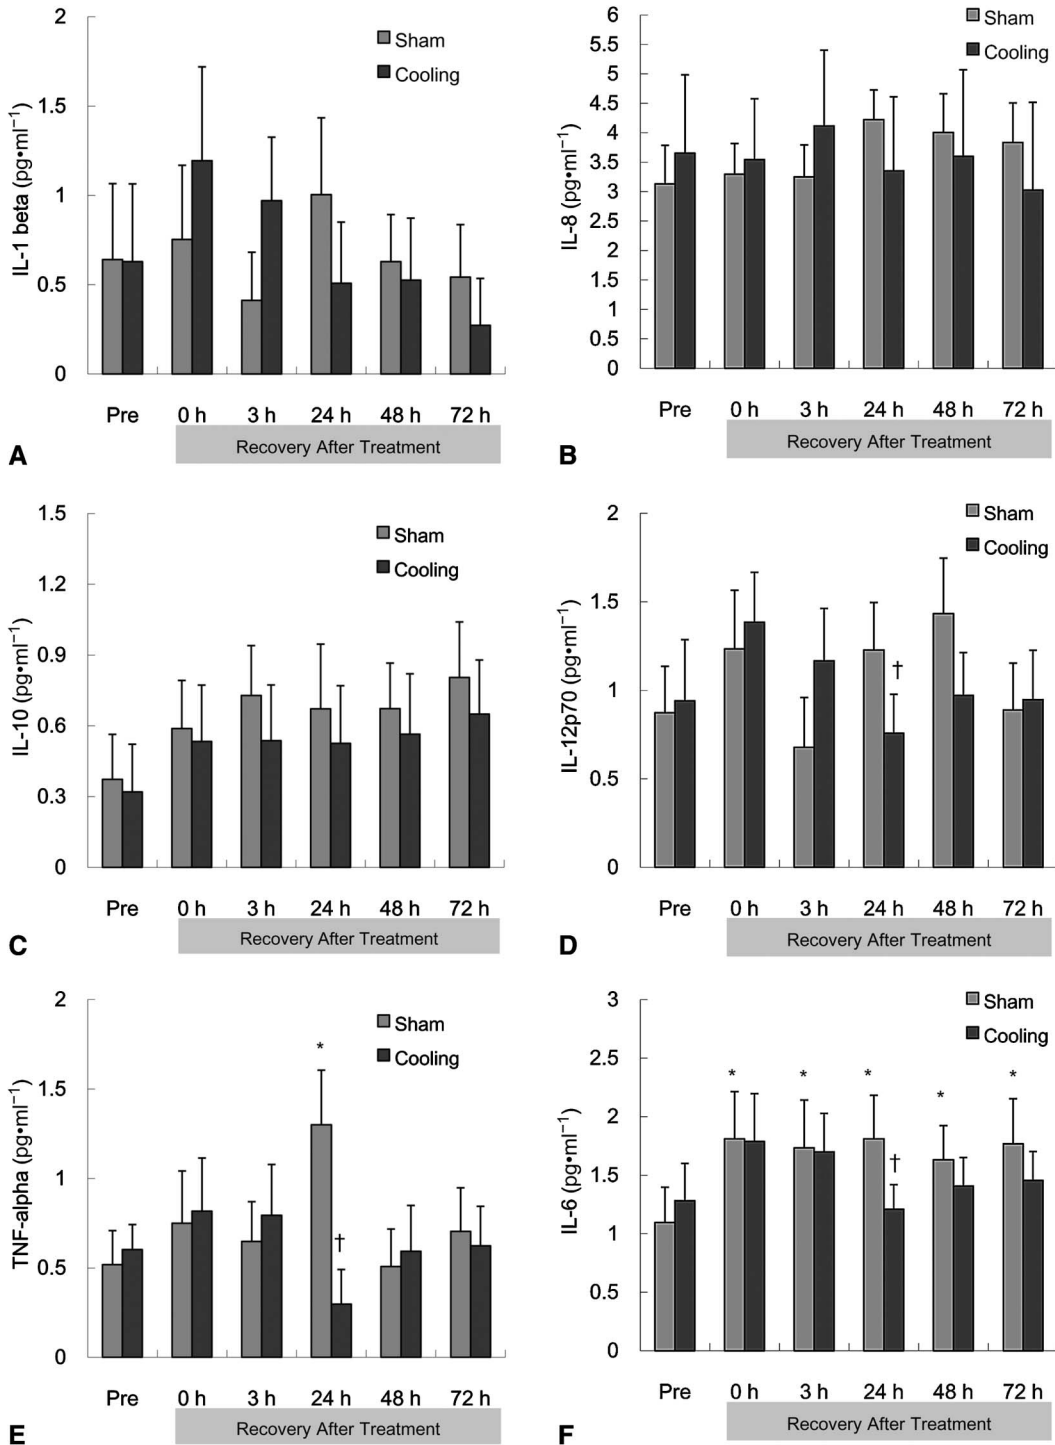 2
1.5
1
0.5
0
IL-1 beta (pg•ml⁻¹)
Sham
Cooling
Pre 0 h 3 h 24 h 48 h 72 h
Recovery After Treatment
A
6
5.5
5
4.5
4
3.5
3
2.5
2
1.5
1
0.5
0
IL-8 (pg•ml⁻¹)
Sham
Cooling
Pre 0 h 3 h 24 h 48 h 72 h
Recovery After Treatment
B
1.5
1.2
0.9
0.6
0.3
0
IL-10 (pg•ml⁻¹)
Sham
Cooling
Pre 0 h 3 h 24 h 48 h 72 h
Recovery After Treatment
C
2
1.5
1
0.5
0
IL-12p70 (pg•ml⁻¹)
Sham
Cooling
†
Pre 0 h 3 h 24 h 48 h 72 h
Recovery After Treatment
D
2
1.5
1
0.5
0
TNF-alpha (pg•ml⁻¹)
Sham
Cooling
*
†
Pre 0 h 3 h 24 h 48 h 72 h
Recovery After Treatment
E
3
2.5
2
1.5
1
0.5
0
IL-6 (pg•ml⁻¹)
Sham
Cooling
* * * * *
†
Pre 0 h 3 h 24 h 48 h 72 h
Recovery After Treatment
F